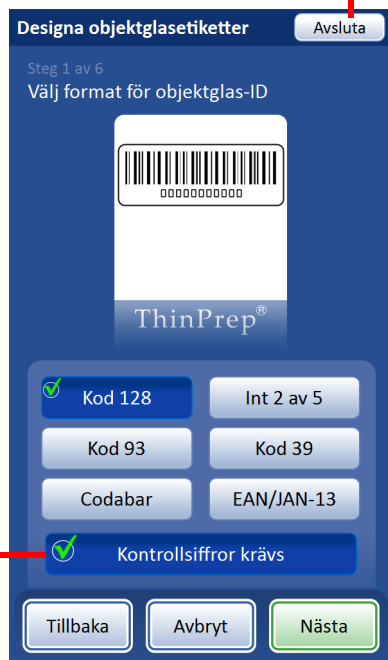 Designa objektglasetiketter Avsluta
Steg 1 av 6
Välj format för objektglas-ID
00000000000
ThinPrep®
Kod 128 Int 2 av 5
Kod 93 Kod 39
Codabar EAN/JAN-13
Kontrollsiffror krävs
Tillbaka Avbryt Nästa